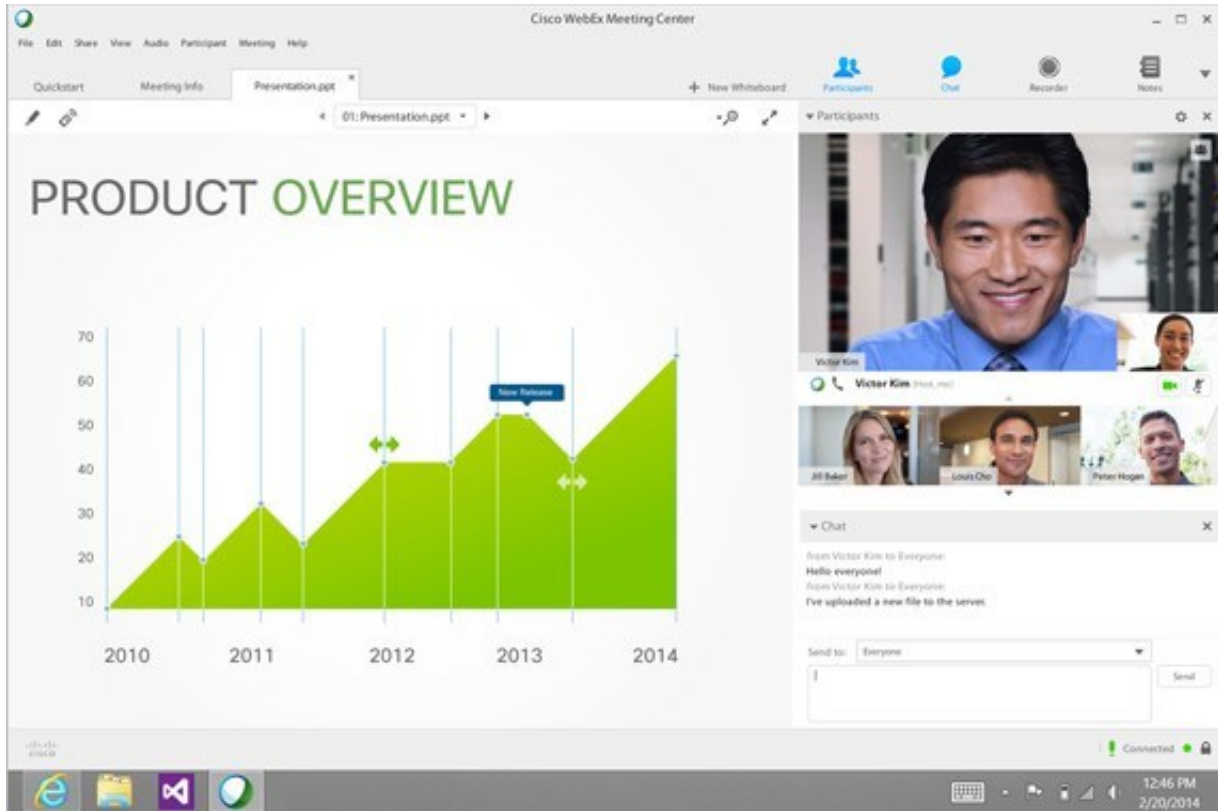 Cisco WebEx Meeting Center
File Edit Share View Audio Participant Meeting Help
Quickstart Meeting Info Presentation.ppt × + New Whiteboard Participants Chat Recorder Notes
01: Presentation.ppt
Participants
PRODUCT OVERVIEW
Victor Kim
Victor Kim (Host, me)
70
60
50
40
30
20
10
New Release
2010 2011 2012 2013 2014
Jill Baker Louis Cho Peter Hogan
Chat
from Victor Kim to Everyone:
Hello everyone!
from Victor Kim to Everyone:
I've uploaded a new file to the server.
Send to: Everyone
Send
cisco
Connected
12:46 PM
2/20/2014